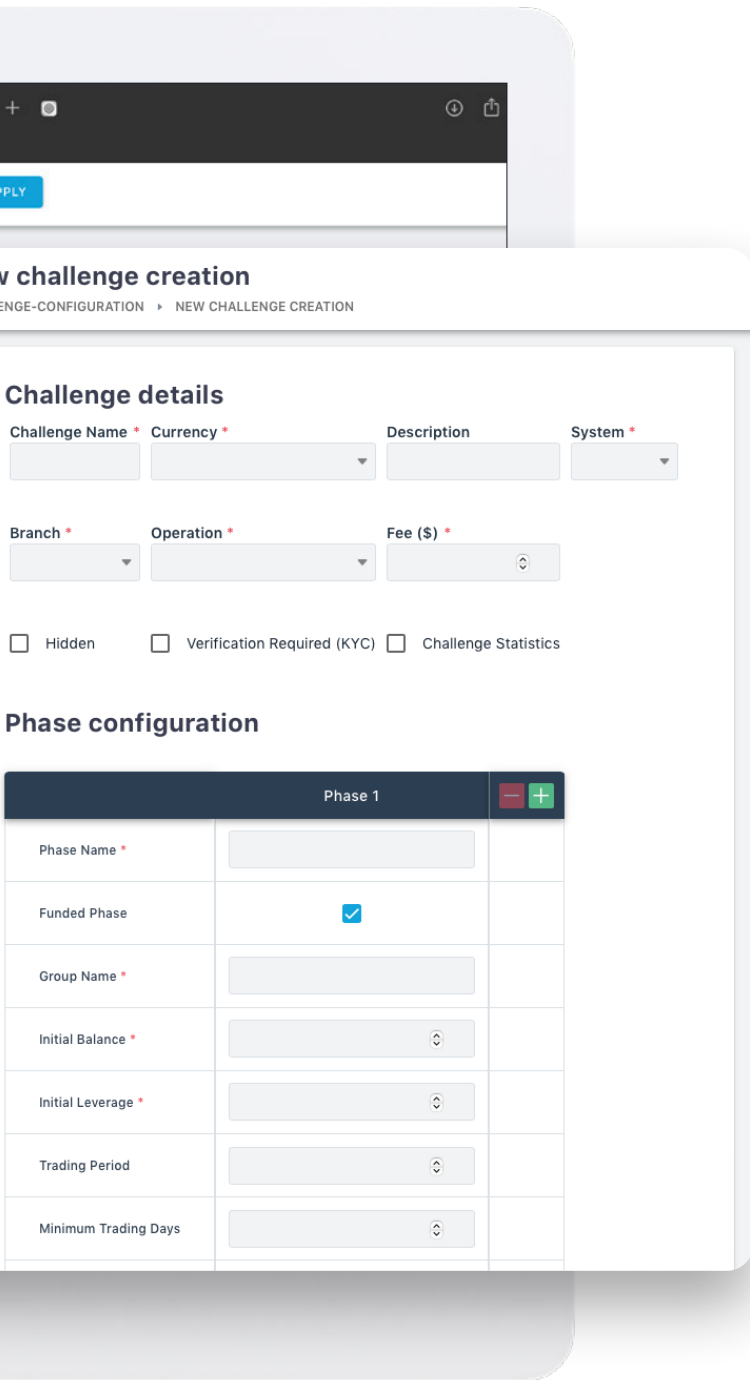 PPLY
w challenge creation
ENGE-CONFIGURATION ▸ NEW CHALLENGE CREATION
Challenge details
Challenge Name * Currency * Description System *
Branch * Operation * Fee ($) *
Hidden Verification Required (KYC) Challenge Statistics
Phase configuration
Phase 1
Phase Name *
Funded Phase
Group Name *
Initial Balance *
Initial Leverage *
Trading Period
Minimum Trading Days